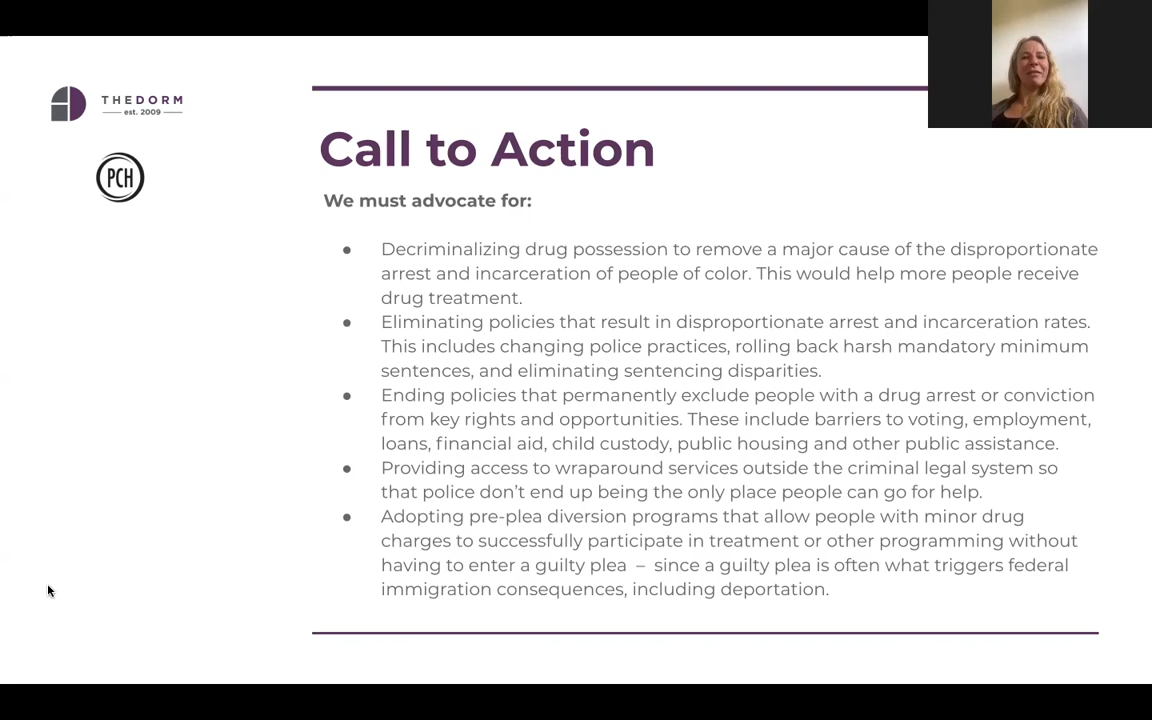 THEDORM
est. 2009
PCH
Call to Action
We must advocate for:
● Decriminalizing drug possession to remove a major cause of the disproportionate
arrest and incarceration of people of color. This would help more people receive
drug treatment.
● Eliminating policies that result in disproportionate arrest and incarceration rates.
This includes changing police practices, rolling back harsh mandatory minimum
sentences, and eliminating sentencing disparities.
● Ending policies that permanently exclude people with a drug arrest or conviction
from key rights and opportunities. These include barriers to voting, employment,
loans, financial aid, child custody, public housing and other public assistance.
● Providing access to wraparound services outside the criminal legal system so
that police don’t end up being the only place people can go for help.
● Adopting pre-plea diversion programs that allow people with minor drug
charges to successfully participate in treatment or other programming without
having to enter a guilty plea – since a guilty plea is often what triggers federal
immigration consequences, including deportation.